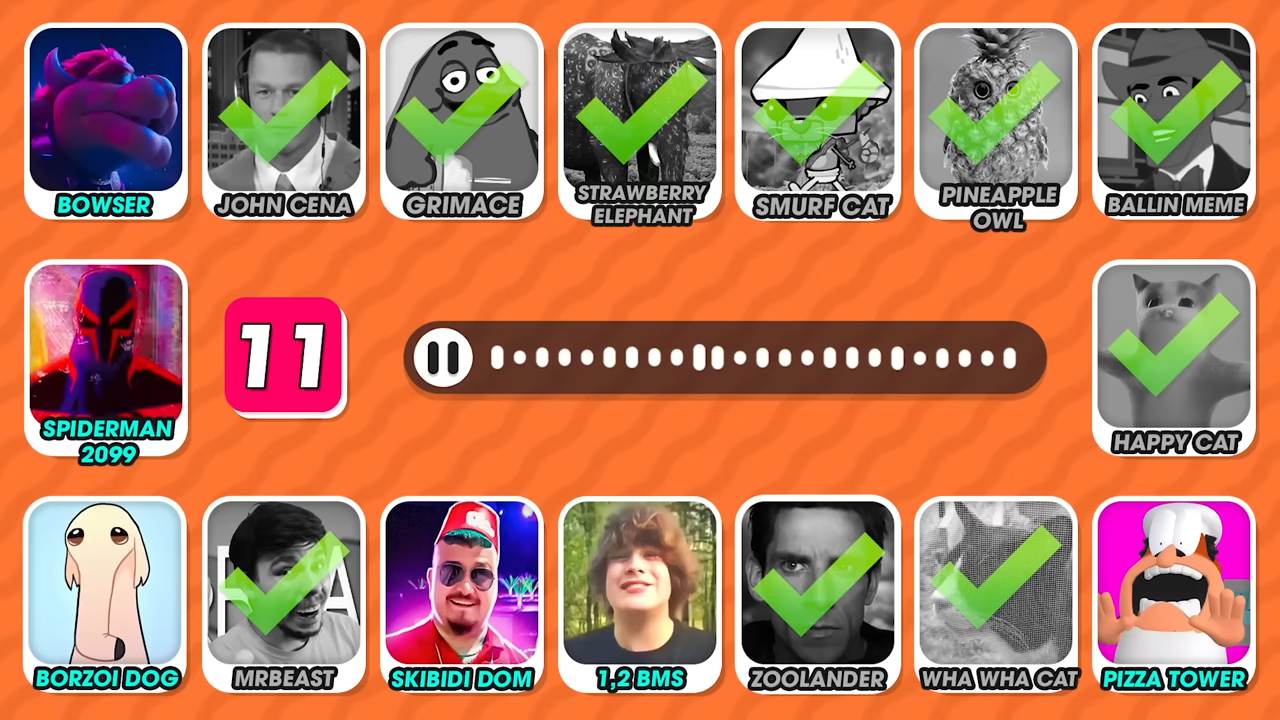 BOWSER
JOHN CENA
GRIMACE
STRAWBERRY
ELEPHANT
SMURF CAT
PINEAPPLE
OWL
BALLIN MEME
SPIDERMAN
2099
11
HAPPY CAT
BORZOI DOG
MRBEAST
SKIBIDI DOM
1,2 BMS
ZOOLANDER
WHA WHA CAT
PIZZA TOWER